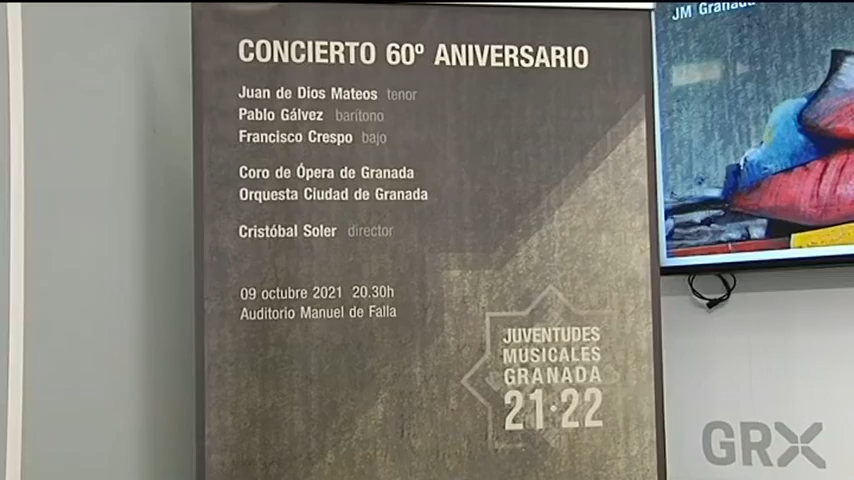 CONCIERTO 60º ANIVERSARIO
Juan de Dios Mateos tenor
Pablo Gálvez barítono
Francisco Crespo bajo
Coro de Ópera de Granada
Orquesta Ciudad de Granada
Cristóbal Soler director
09 octubre 2021 20.30h
Auditorio Manuel de Falla
JUVENTUDES
MUSICALES
GRANADA
21·22
JM Granada
GRX